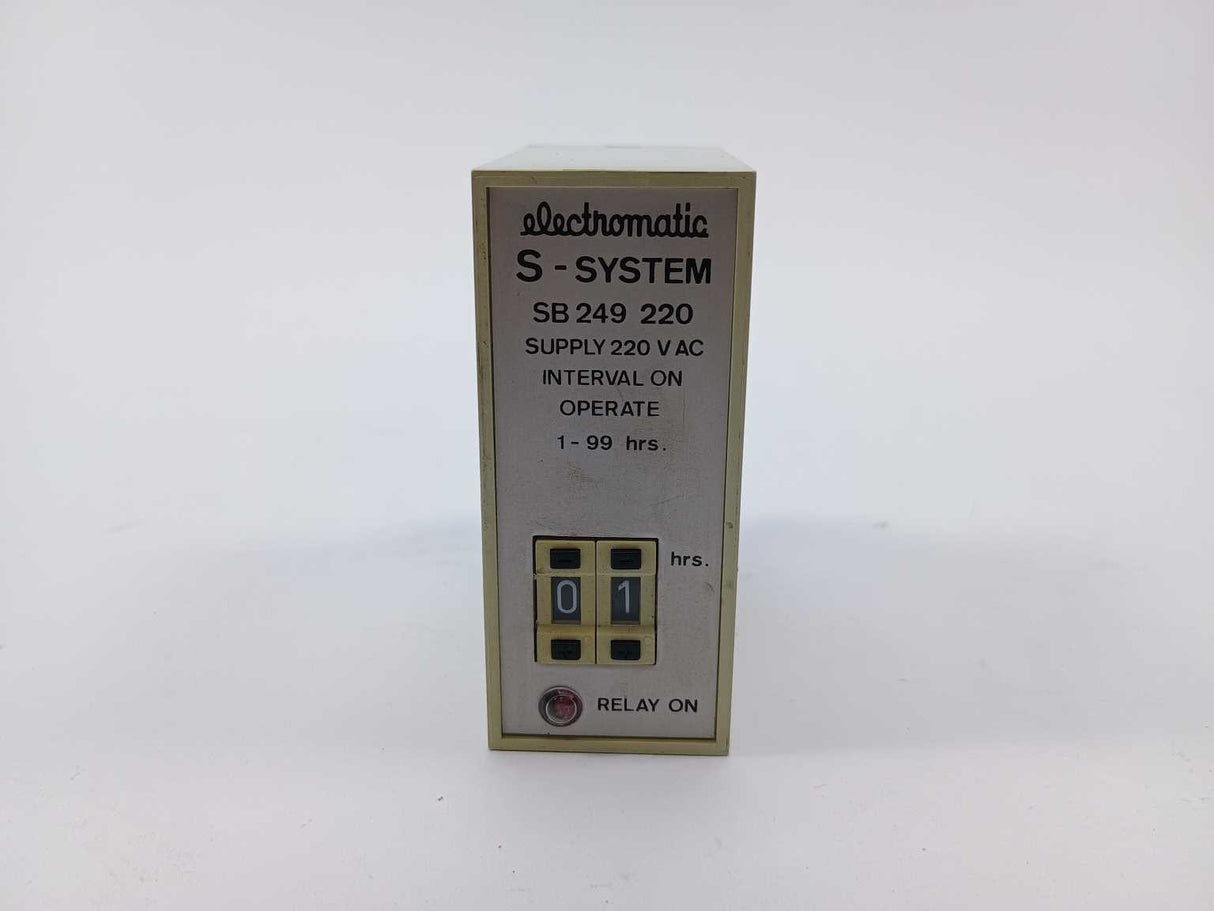 electromatic
S - SYSTEM
SB 249 220
SUPPLY 220 V AC
INTERVAL ON
OPERATE
1 - 99 hrs.
hrs.
0 1
RELAY ON